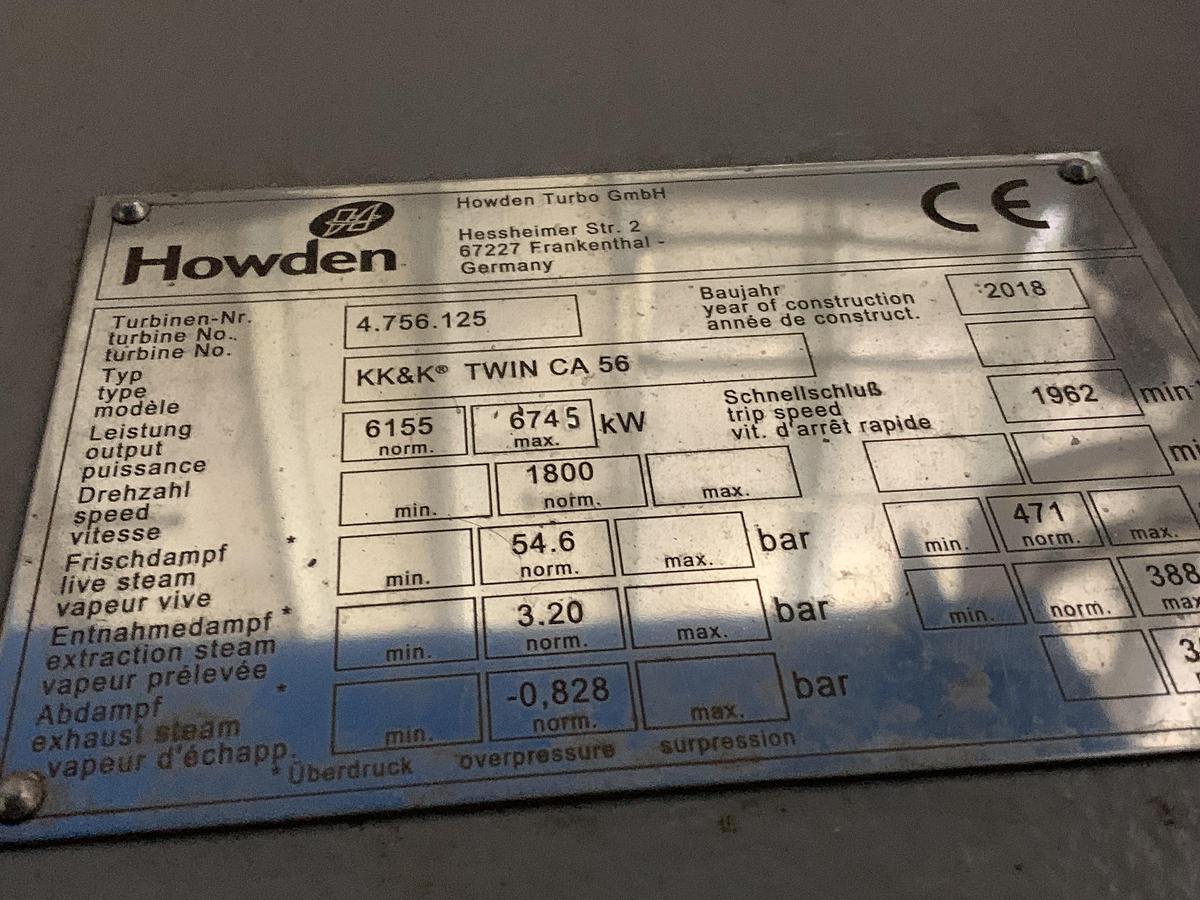 Howden
Howden Turbo GmbH
Hessheimer Str. 2
67227 Frankenthal -
Germany
CE
Turbinen-Nr.
turbine No.
turbine No.
4.756.125
Baujahr
year of construction
année de construct.
2018
Typ
type
modèle
KK&K® TWIN CA 56
Leistung
output
puissance
6155
norm.
6745
max.
kW
Schnellschluß
trip speed
vit. d'arrêt rapide
1962
min-
Drehzahl
speed
vitesse
min.
1800
norm.
max.
Frischdampf *
live steam
vapeur vive
min.
54.6
norm.
max.
bar
min.
471
norm.
max.
Entnahmedampf *
extraction steam
vapeur prélevée
min.
3.20
norm.
max.
bar
min.
norm.
388
max
Abdampf *
exhaust steam
vapeur d'échapp.
min.
-0,828
norm.
max.
bar
* Überdruck overpressure surpression